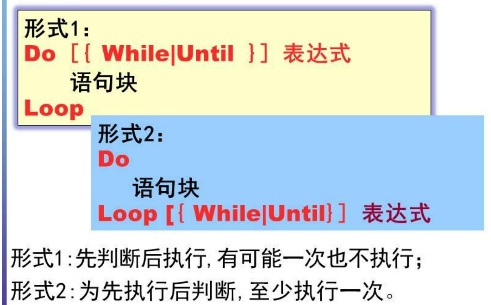 形式1：
Do [{ While|Until }] 表达式
语句块
Loop
形式2：
Do
语句块
Loop [{ While|Until}] 表达式
形式1:先判断后执行,有可能一次也不执行;
形式2:为先执行后判断,至少执行一次。